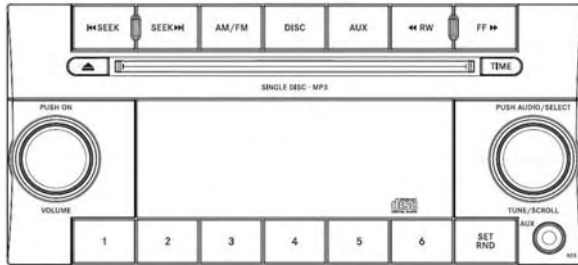 ⏮ SEEK SEEK ⏭ AM/FM DISC AUX ◀◀ RW FF ▶▶
TIME
SINGLE DISC - MP3
PUSH ON PUSH AUDIO/SELECT
VOLUME TUNE/SCROLL
1 2 3 4 5 6 SET RND AUX